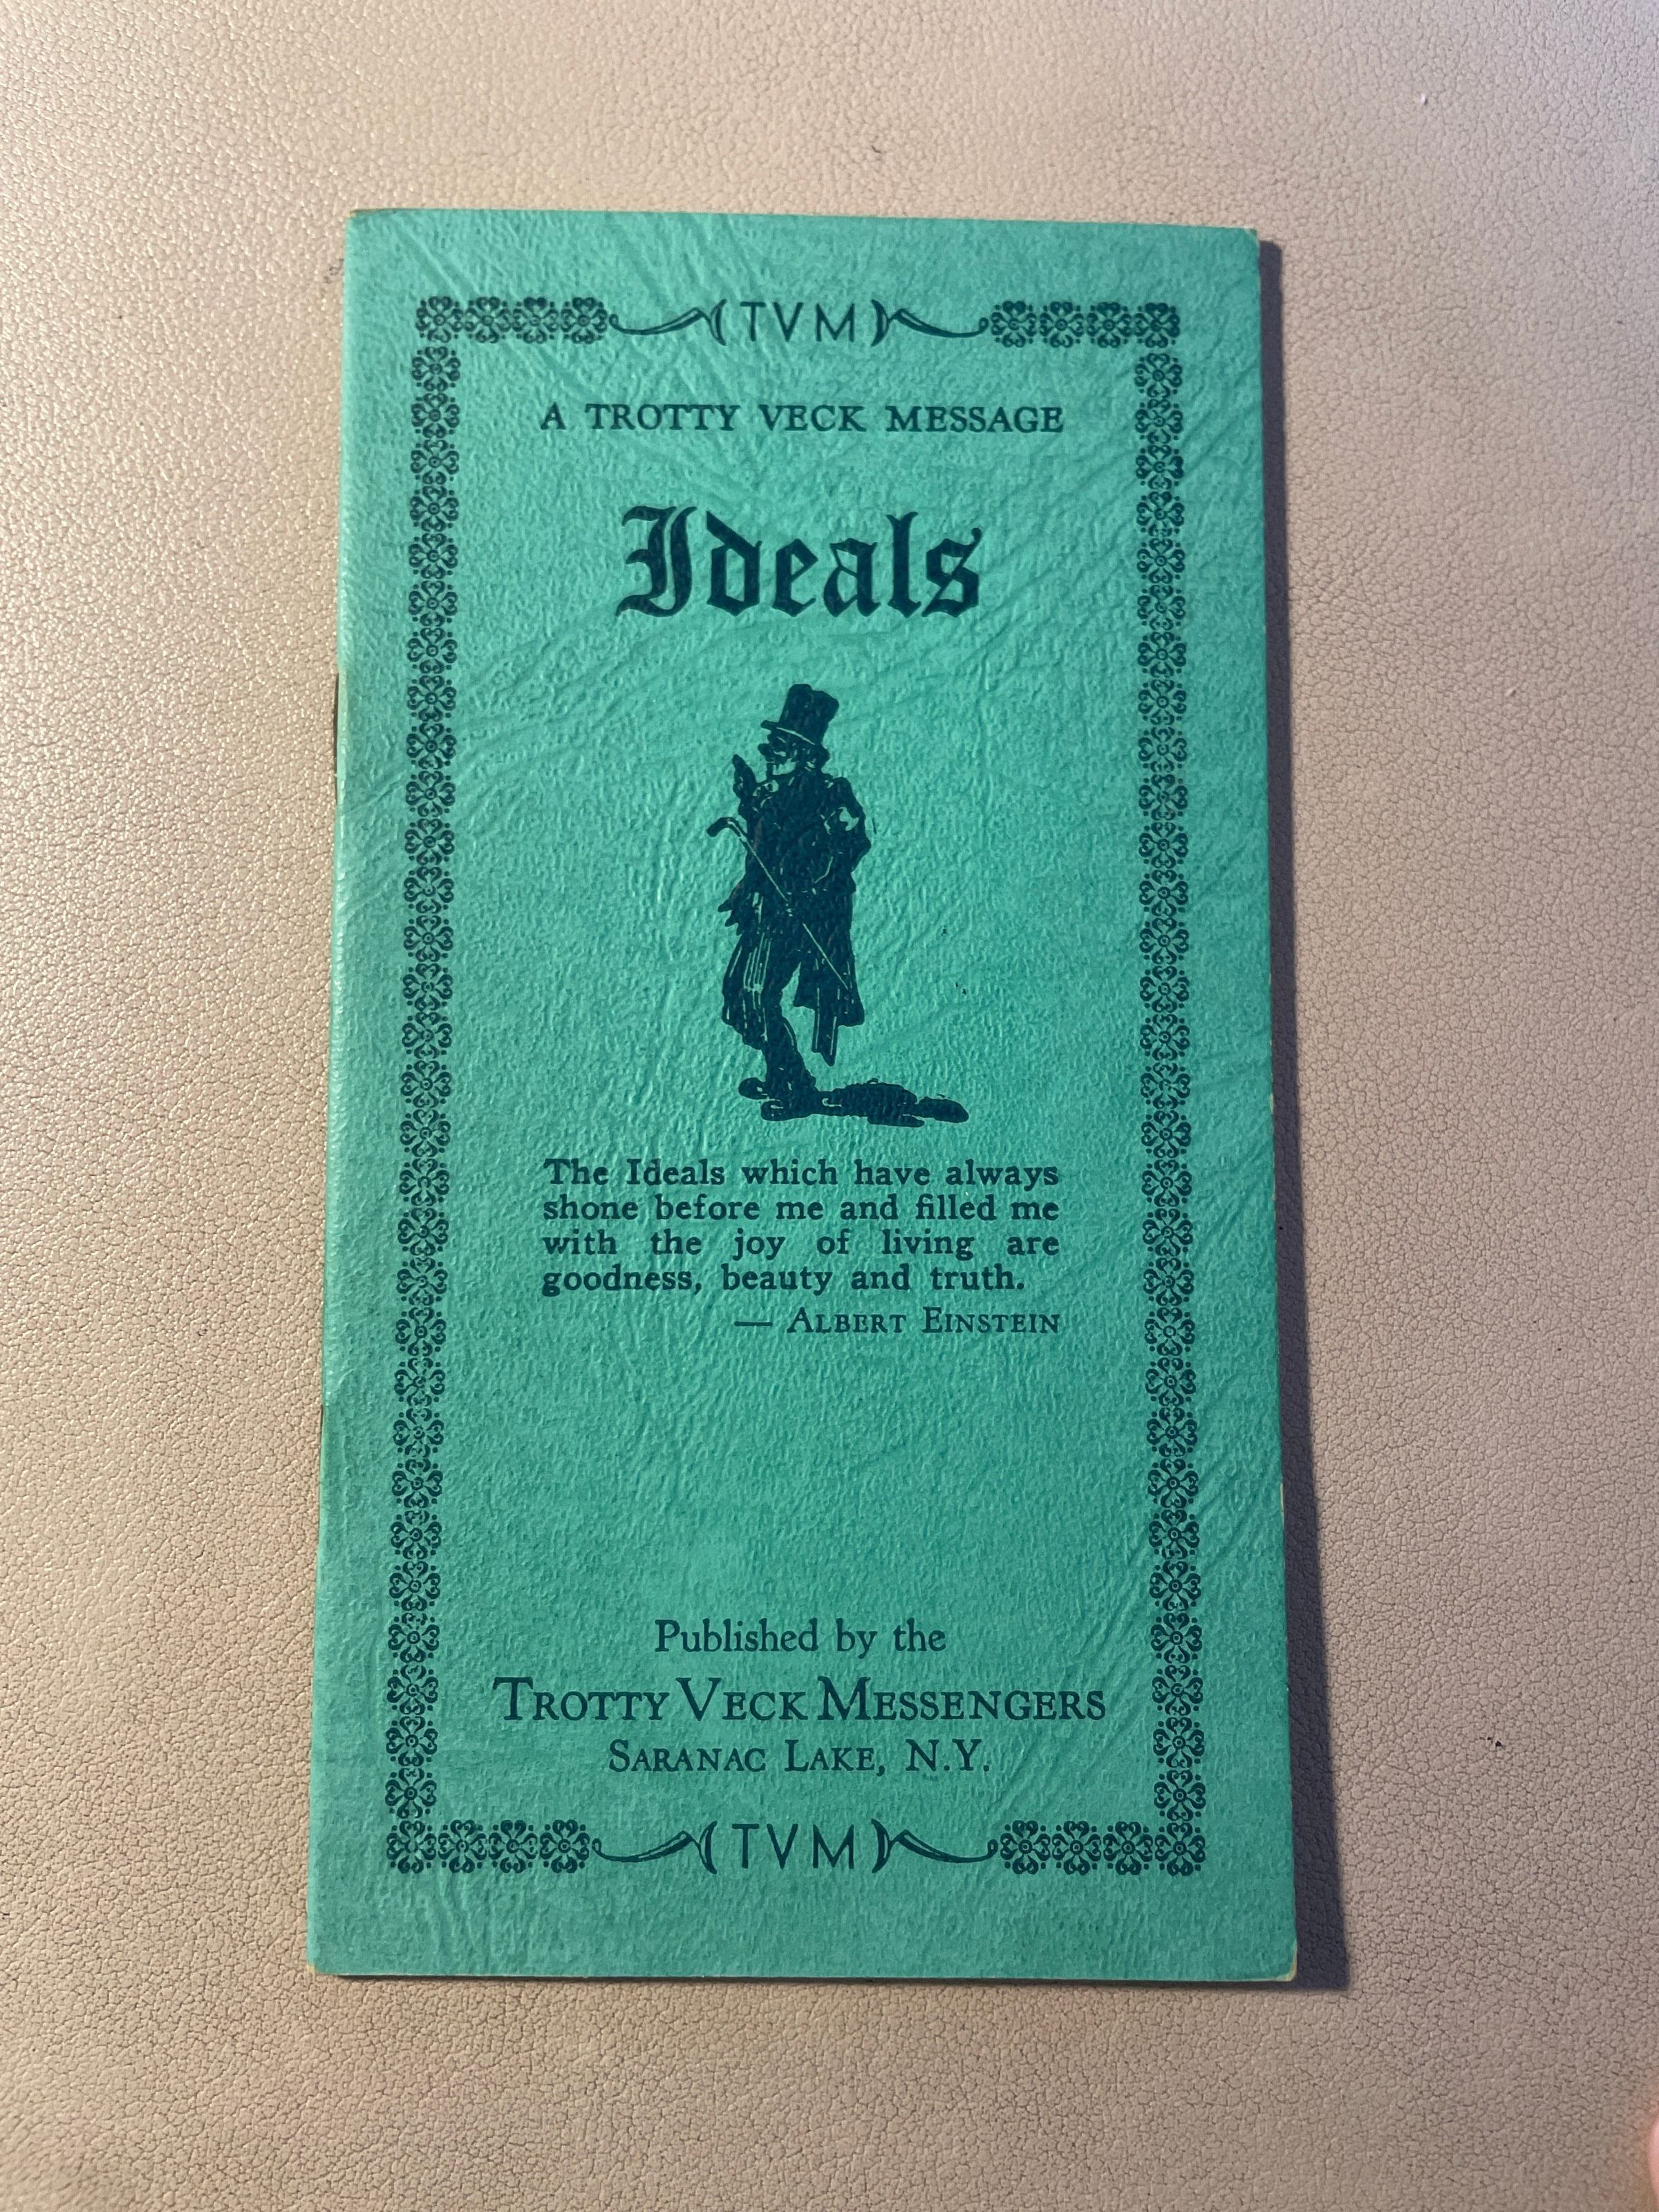 (TVM)
A TROTTY VECK MESSAGE
Ideals
The Ideals which have always
shone before me and filled me
with the joy of living are
goodness, beauty and truth.
— ALBERT EINSTEIN
Published by the
TROTTY VECK MESSENGERS
SARANAC LAKE, N.Y.
(TVM)